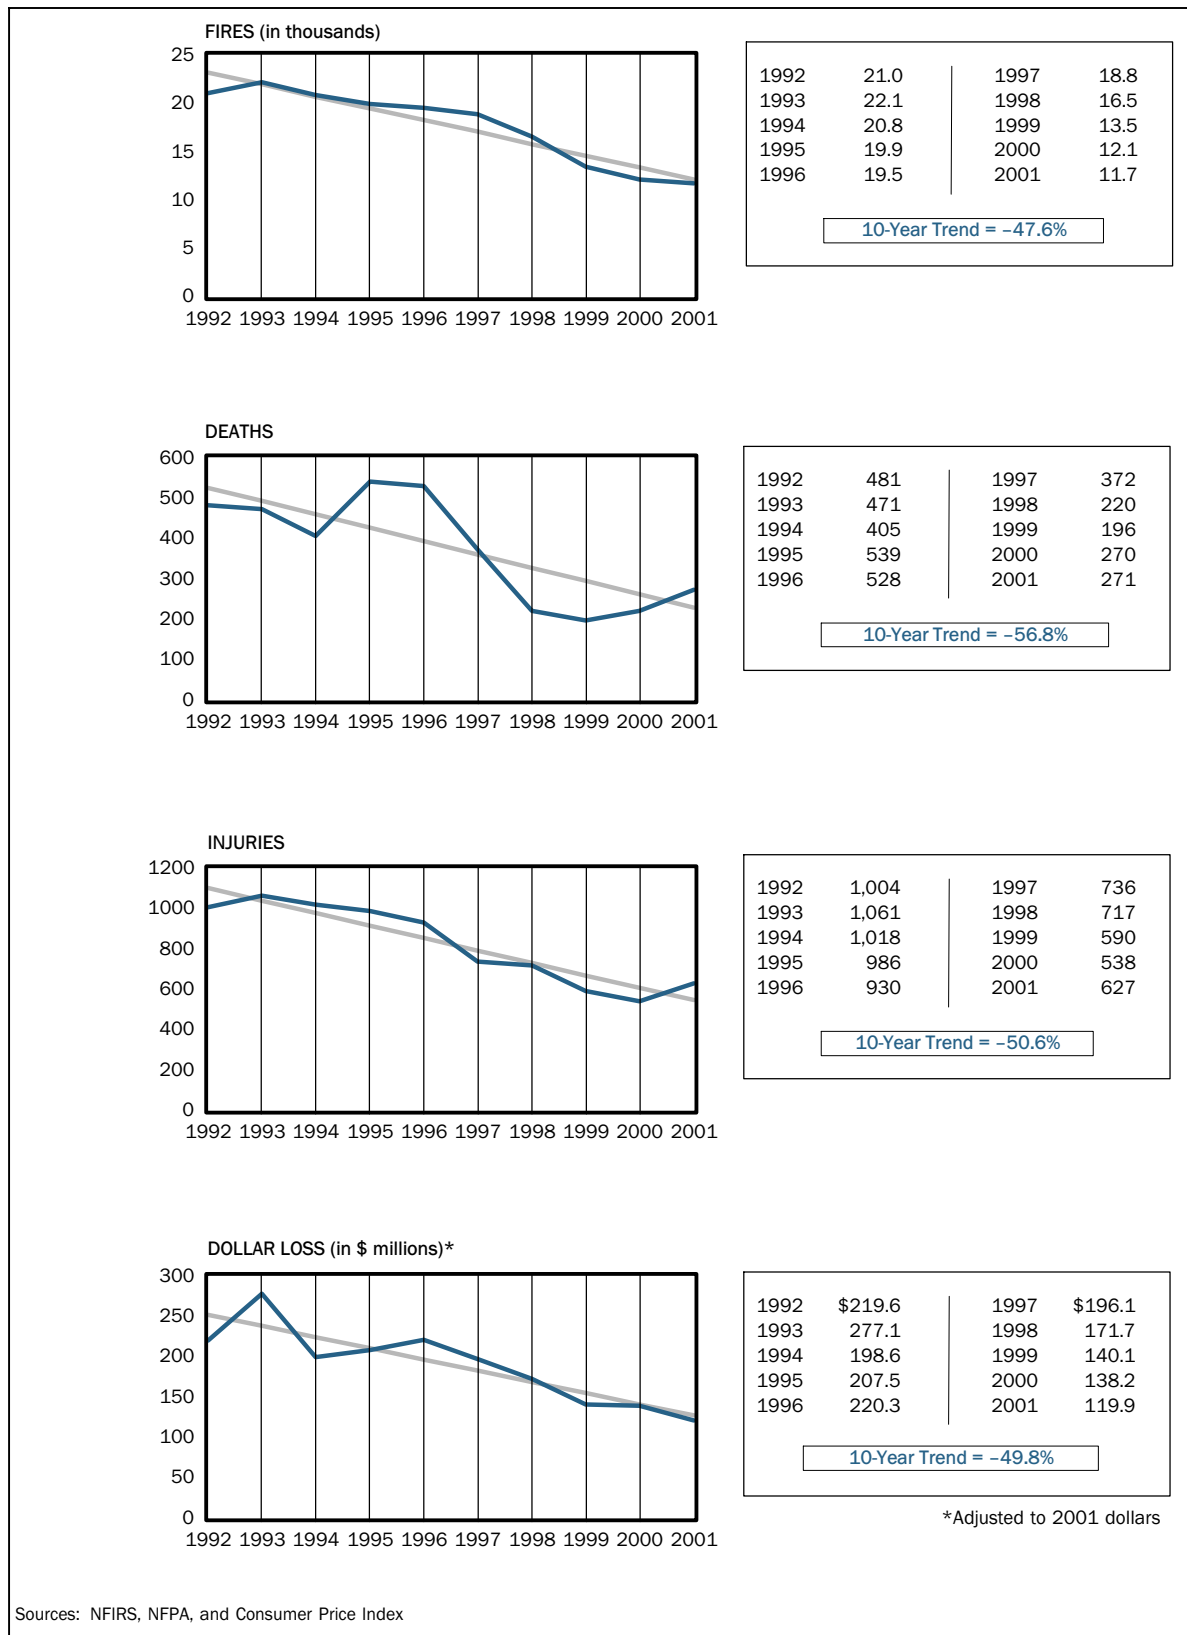 FIRES (in thousands)
25
20
15
10
5
0
1992 1993 1994 1995 1996 1997 1998 1999 2000 2001
1992 21.0 1997 18.8
1993 22.1 1998 16.5
1994 20.8 1999 13.5
1995 19.9 2000 12.1
1996 19.5 2001 11.7
10-Year Trend = –47.6%
DEATHS
600
500
400
300
200
100
0
1992 1993 1994 1995 1996 1997 1998 1999 2000 2001
1992 481 1997 372
1993 471 1998 220
1994 405 1999 196
1995 539 2000 270
1996 528 2001 271
10-Year Trend = –56.8%
INJURIES
1200
1000
800
600
400
200
0
1992 1993 1994 1995 1996 1997 1998 1999 2000 2001
1992 1,004 1997 736
1993 1,061 1998 717
1994 1,018 1999 590
1995 986 2000 538
1996 930 2001 627
10-Year Trend = –50.6%
DOLLAR LOSS (in $ millions)*
300
250
200
150
100
50
0
1992 1993 1994 1995 1996 1997 1998 1999 2000 2001
1992 $219.6 1997 $196.1
1993 277.1 1998 171.7
1994 198.6 1999 140.1
1995 207.5 2000 138.2
1996 220.3 2001 119.9
10-Year Trend = –49.8%
*Adjusted to 2001 dollars
Sources: NFIRS, NFPA, and Consumer Price Index